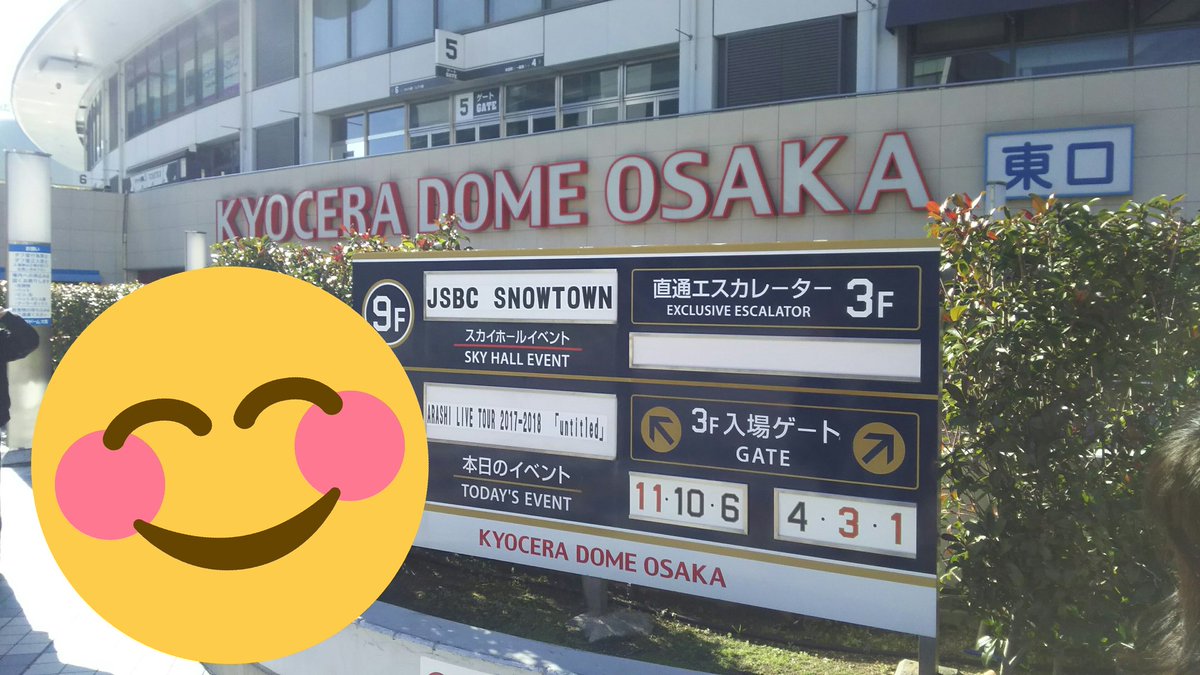 5
5 ゲート GATE
6
KYOCERA DOME OSAKA
東口
9F
JSBC SNOWTOWN
スカイホールイベント
SKY HALL EVENT
直通エスカレーター 3F
EXCLUSIVE ESCALATOR
ARASHI LIVE TOUR 2017-2018 「untitled」
本日のイベント
TODAY'S EVENT
3F入場ゲート
GATE
11・10・6
4・3・1
KYOCERA DOME OSAKA